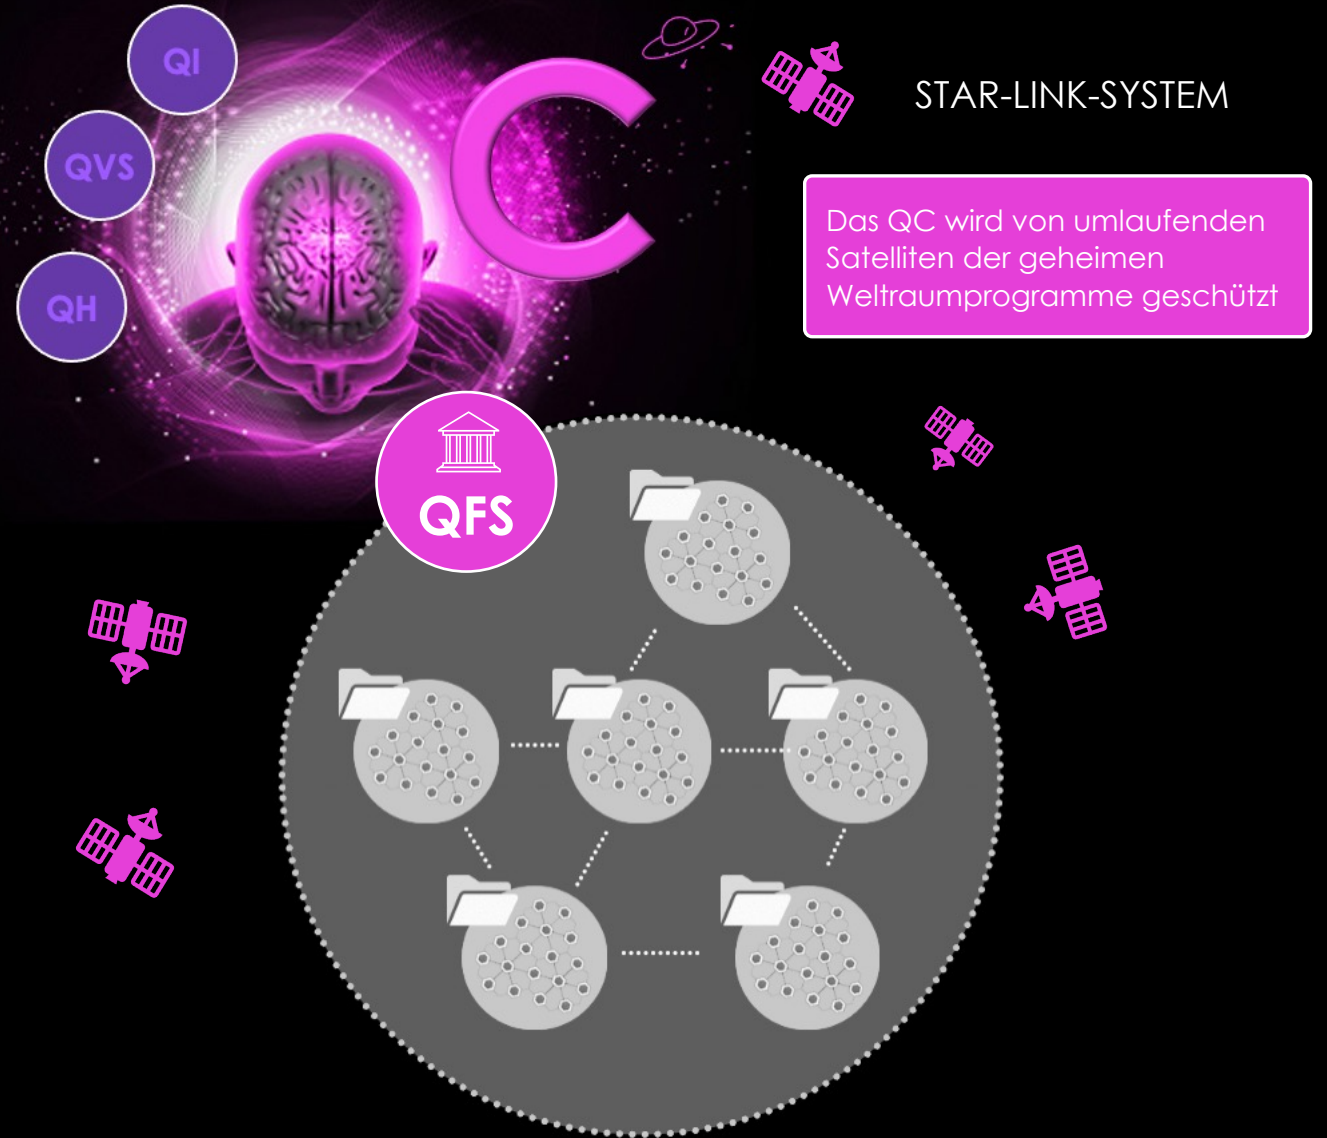 QI
C
STAR-LINK-SYSTEM
QVS
Das QC wird von umlaufenden
Satelliten der geheimen
Weltraumprogramme geschützt
QH
QFS